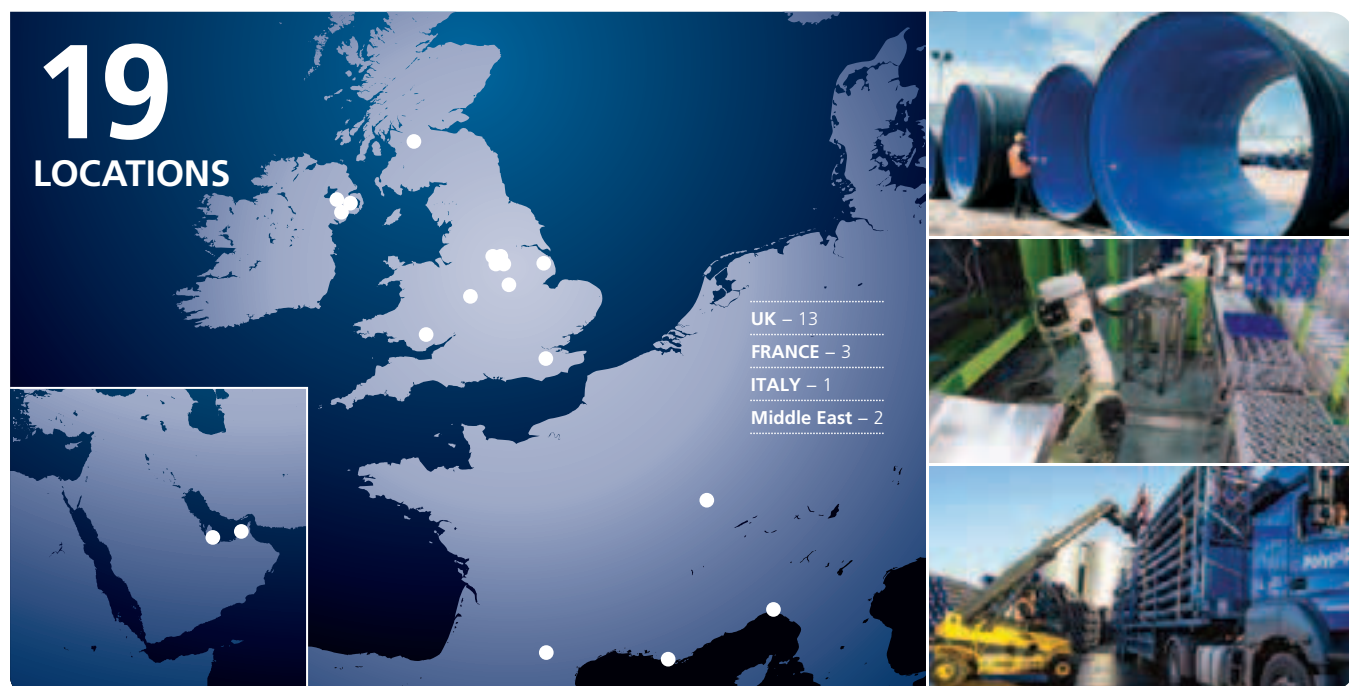 19
LOCATIONS
UK – 13
FRANCE – 3
ITALY – 1
Middle East – 2